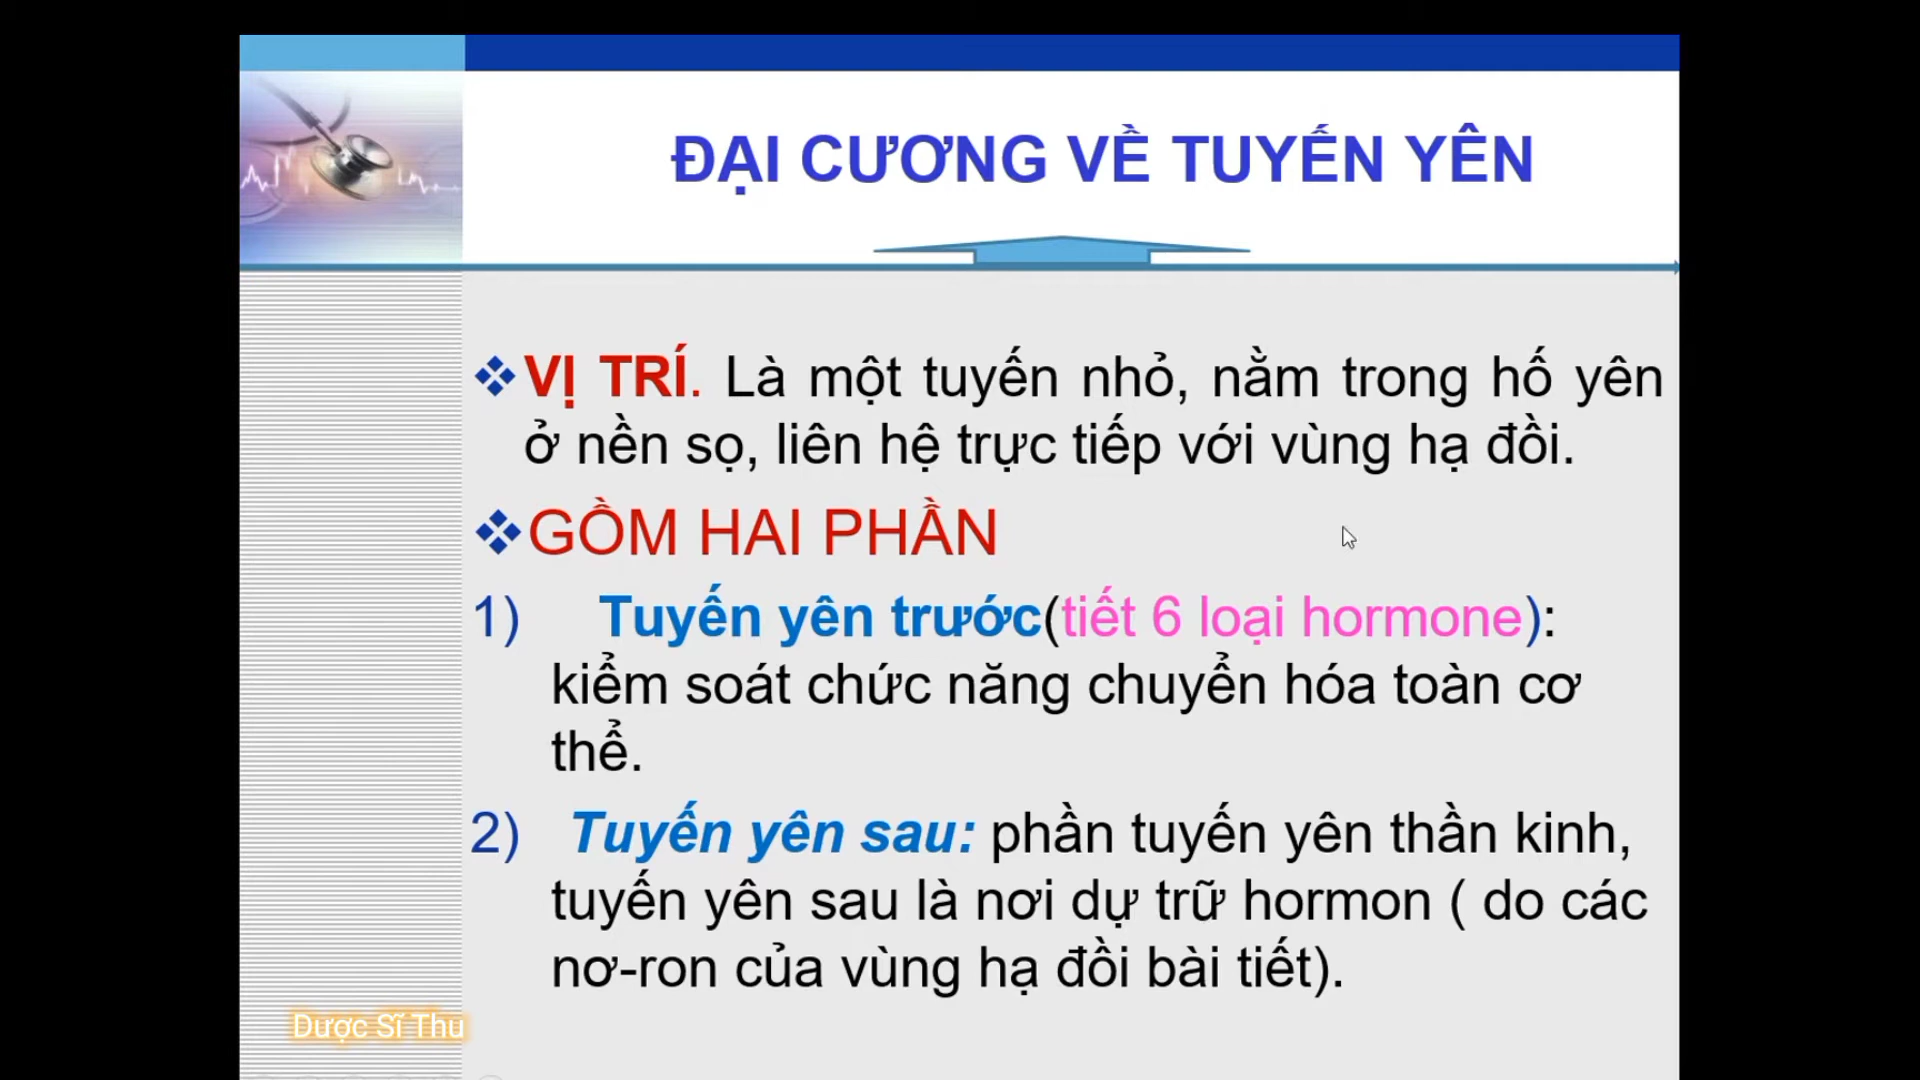 ĐẠI CƯƠNG VỀ TUYẾN YÊN
❖VỊ TRÍ. Là một tuyến nhỏ, nằm trong hố yên
ở nền sọ, liên hệ trực tiếp với vùng hạ đồi.
❖GỒM HAI PHẦN
1) Tuyến yên trước(tiết 6 loại hormone):
kiểm soát chức năng chuyển hóa toàn cơ
thể.
2) Tuyến yên sau: phần tuyến yên thần kinh,
tuyến yên sau là nơi dự trữ hormon ( do các
nơ-ron của vùng hạ đồi bài tiết).
Dược Sĩ Thu